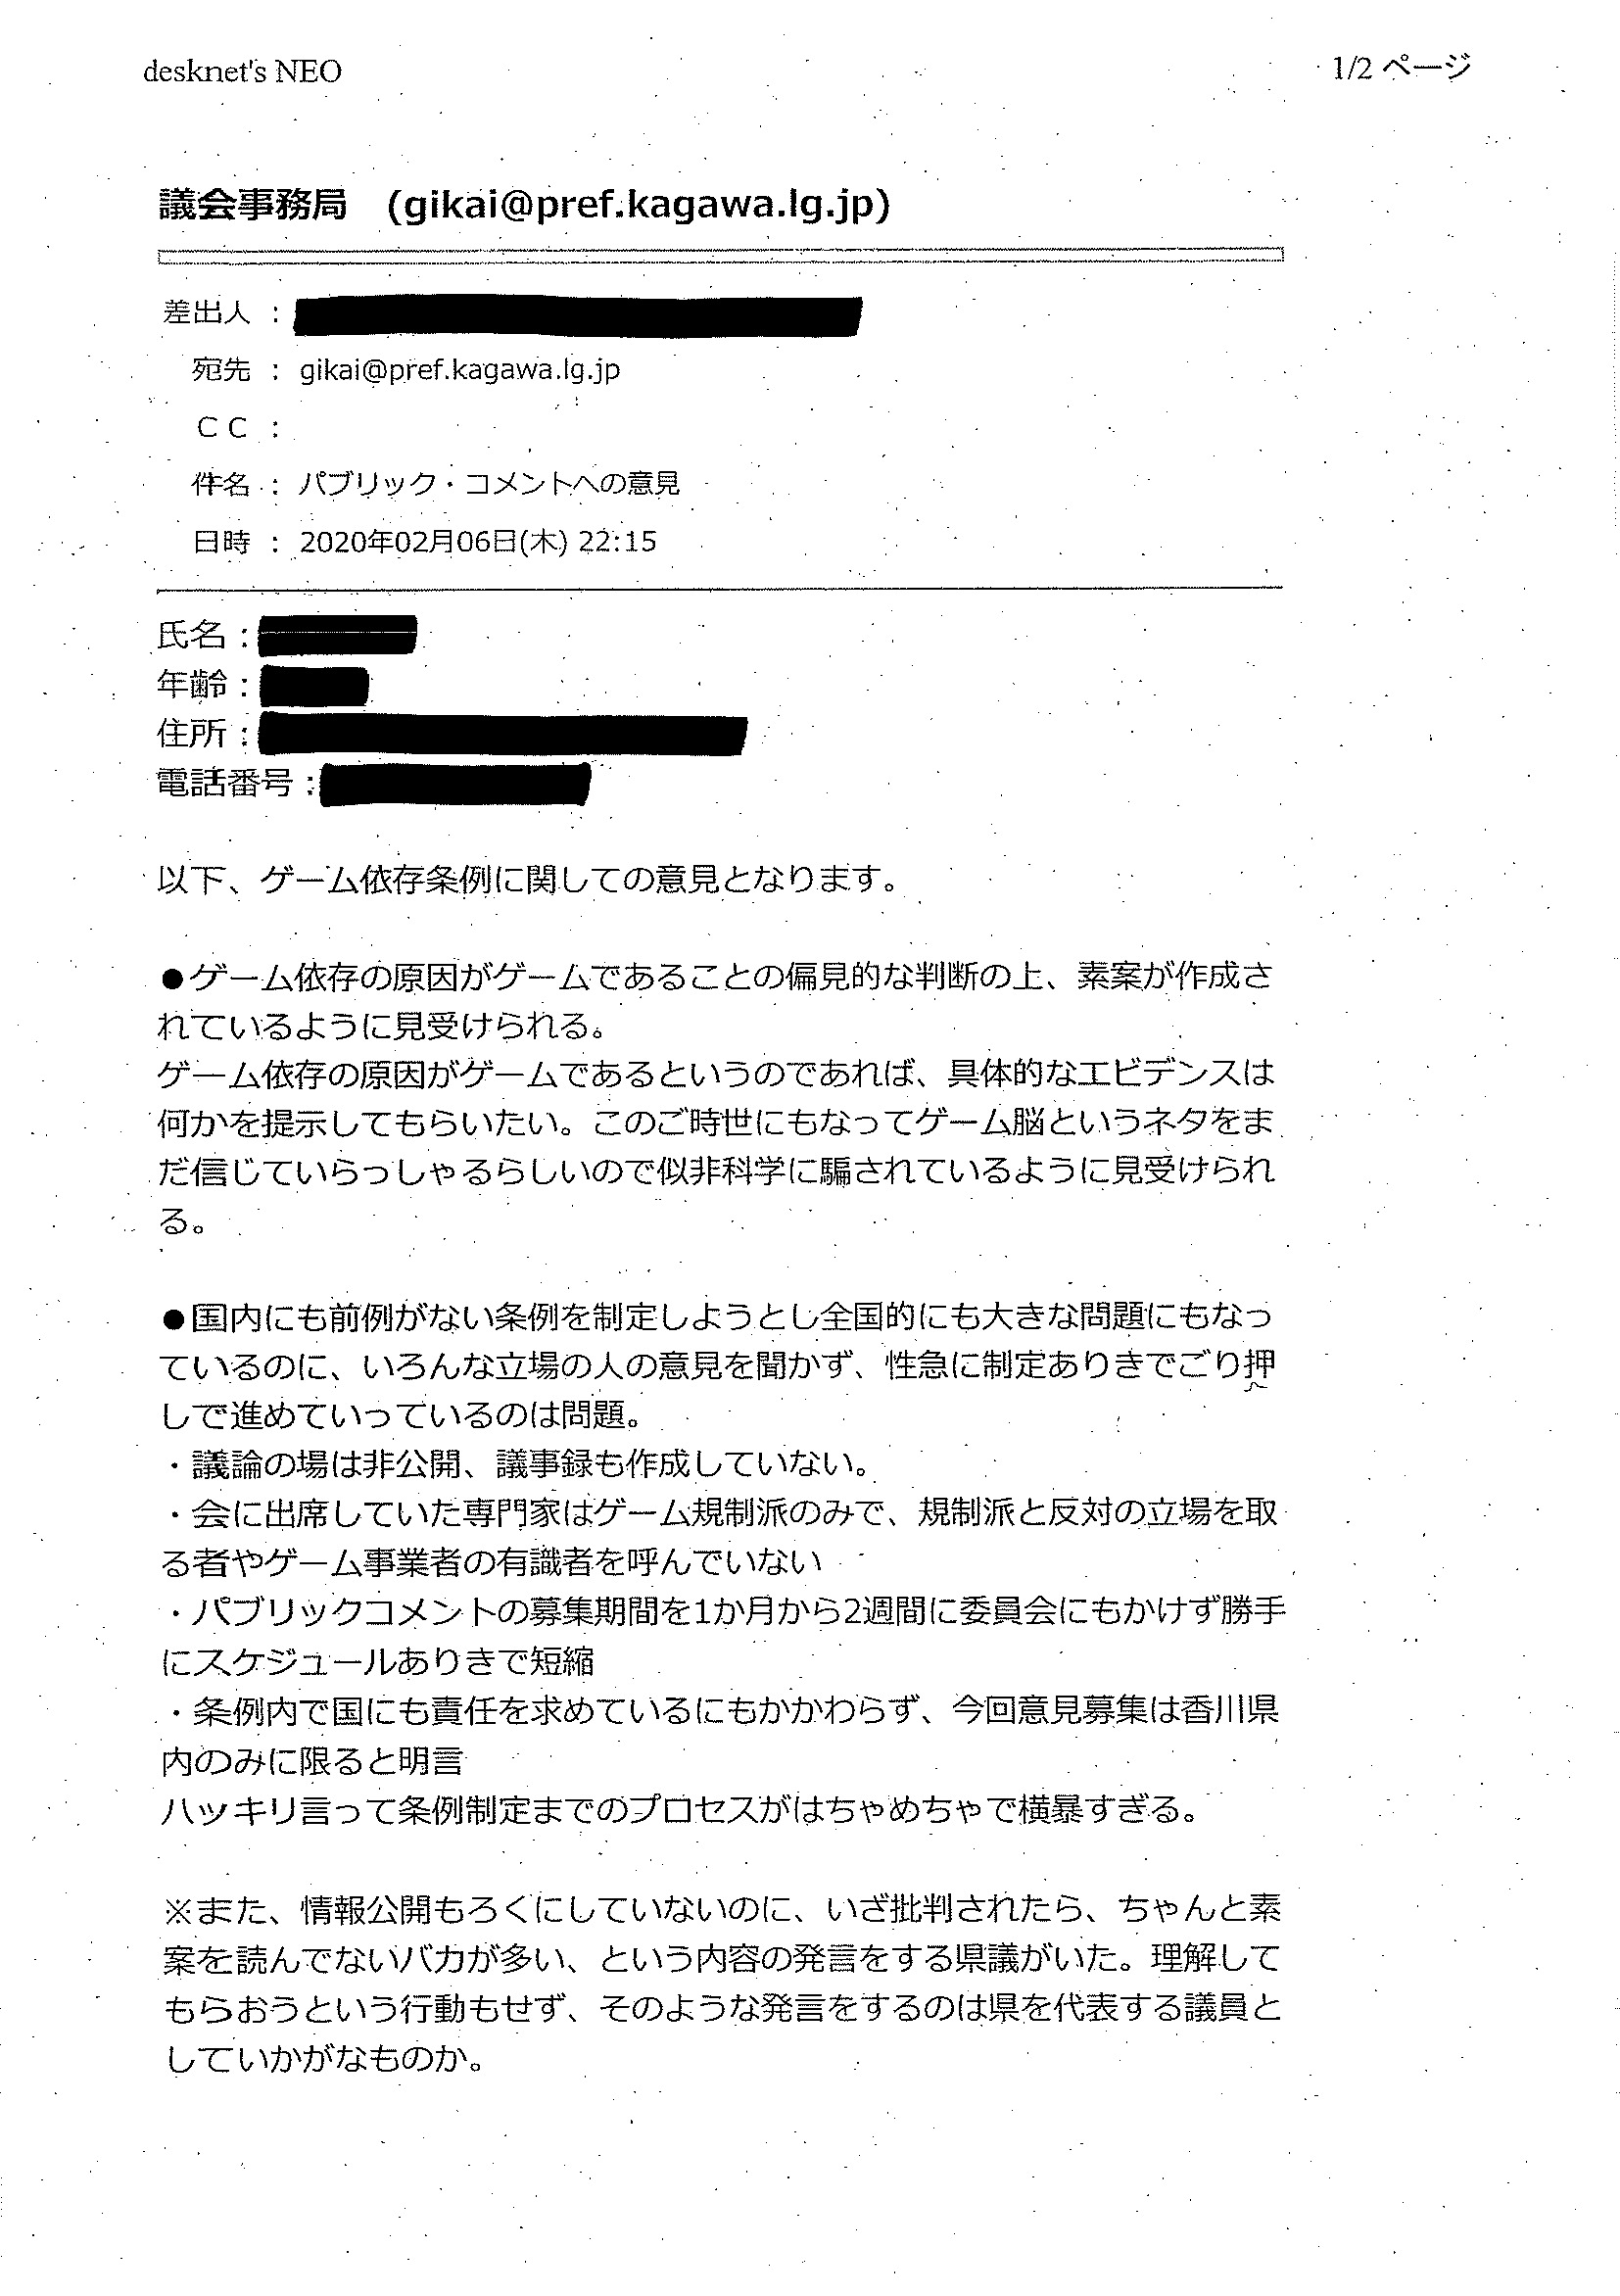 desknet's NEO
1/2 ページ
議会事務局　(gikai@pref.kagawa.lg.jp)
差出人 ：
宛先 ： gikai@pref.kagawa.lg.jp
ＣＣ ：
件名 ： パブリック・コメントへの意見
日時 ： 2020年02月06日(木) 22:15
氏名：
年齢：
住所：
電話番号：
以下、ゲーム依存条例に関しての意見となります。
●ゲーム依存の原因がゲームであることの偏見的な判断の上、素案が作成さ
れているように見受けられる。
ゲーム依存の原因がゲームであるというのであれば、具体的なエビデンスは
何かを提示してもらいたい。このご時世にもなってゲーム脳というネタをま
だ信じていらっしゃるらしいので似非科学に騙されているように見受けられ
る。
●国内にも前例がない条例を制定しようとし全国的にも大きな問題にもなっ
ているのに、いろんな立場の人の意見を聞かず、性急に制定ありきでごり押
しで進めていっているのは問題。
・議論の場は非公開、議事録も作成していない。
・会に出席していた専門家はゲーム規制派のみで、規制派と反対の立場を取
る者やゲーム事業者の有識者を呼んでいない
・パブリックコメントの募集期間を1か月から2週間に委員会にもかけず勝手
にスケジュールありきで短縮
・条例内で国にも責任を求めているにもかかわらず、今回意見募集は香川県
内のみに限ると明言
ハッキリ言って条例制定までのプロセスがはちゃめちゃで横暴すぎる。
※また、情報公開もろくにしていないのに、いざ批判されたら、ちゃんと素
案を読んでないバカが多い、という内容の発言をする県議がいた。理解して
もらおうという行動もせず、そのような発言をするのは県を代表する議員と
していかがなものか。